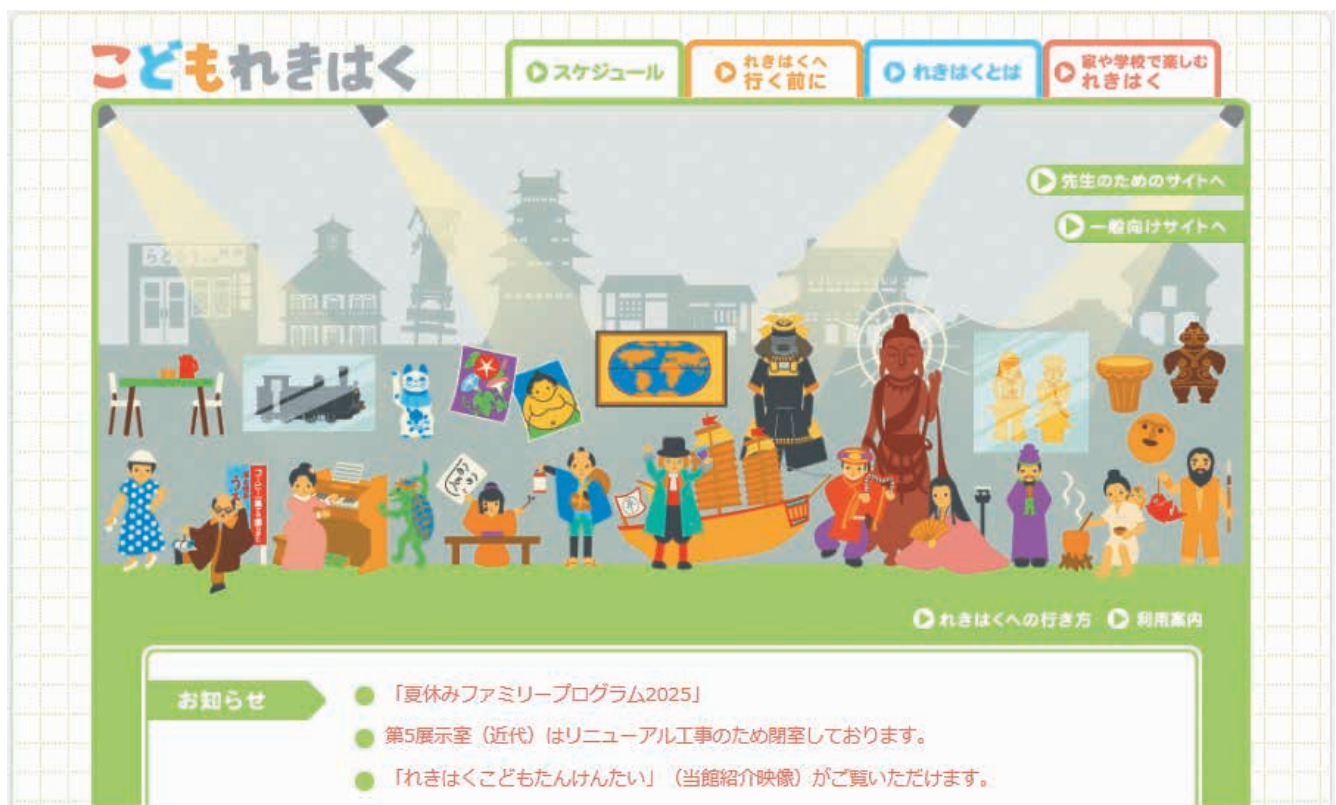 こどもれきはく
スケジュール
れきはくへ
行く前に
れきはくとは
家や学校で楽しむ
れきはく
先生のためのサイトへ
一般向けサイトへ
れきはくへの行き方
利用案内
お知らせ
「夏休みファミリープログラム2025」
第5展示室（近代）はリニューアル工事のため閉室しております。
「れきはくこどもたんけんたい」（当館紹介映像）がご覧いただけます。